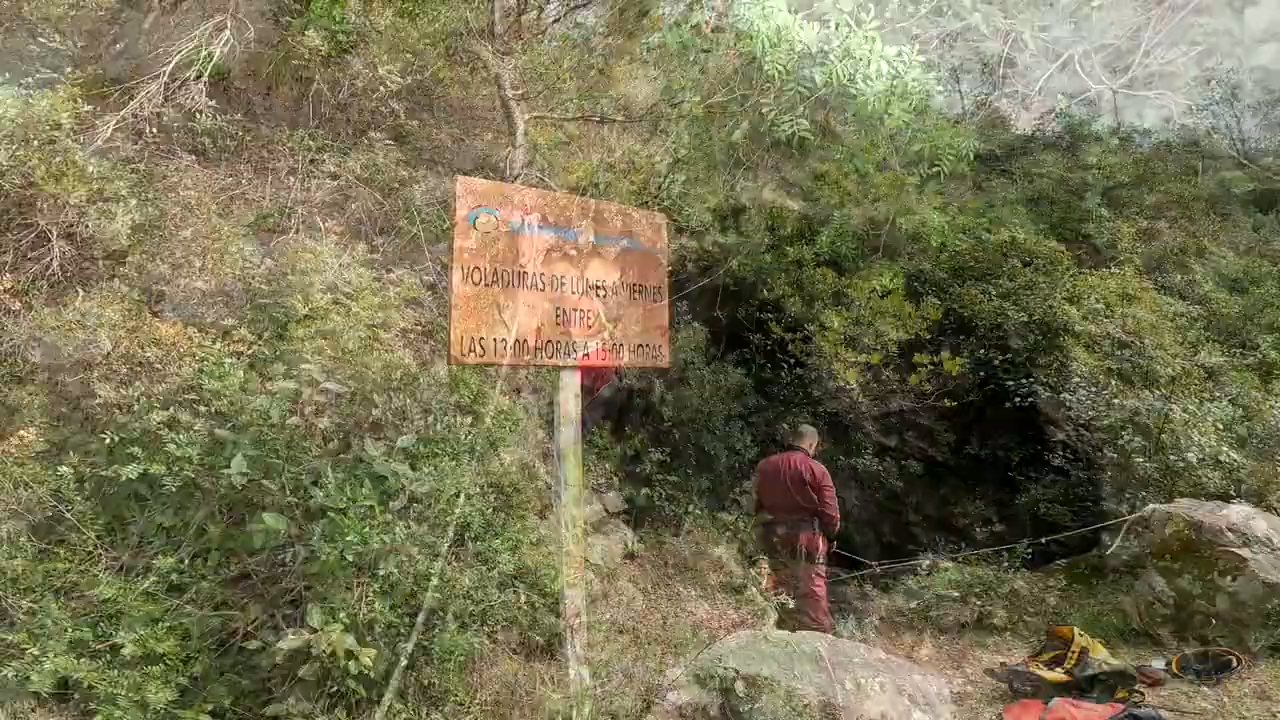 VOLADURAS DE LUNES A VIERNES
ENTRE
LAS 13:00 HORAS A 15:00 HORAS.